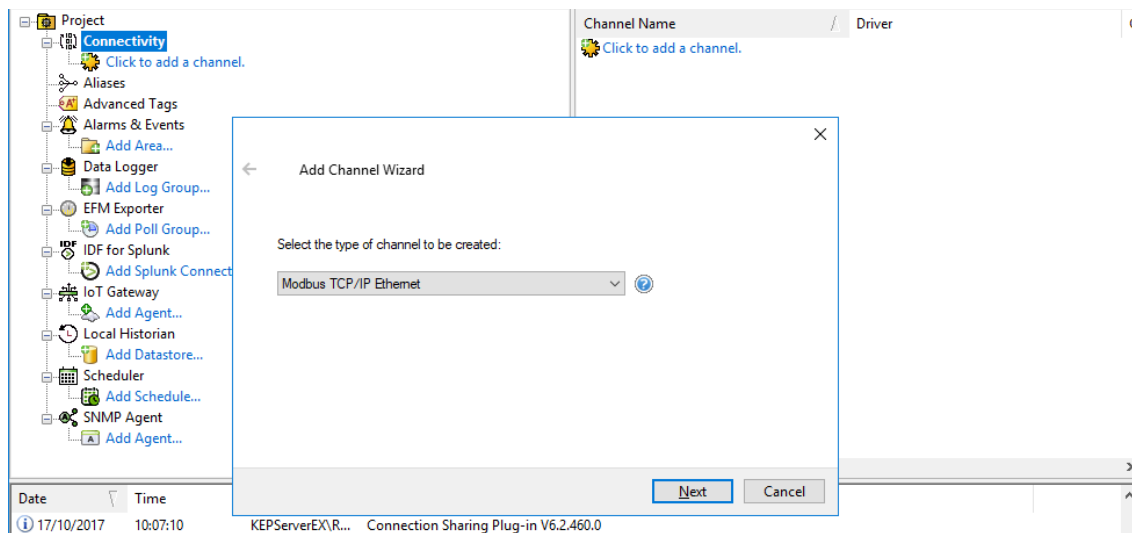 Project
Connectivity
Click to add a channel.
Aliases
Advanced Tags
Alarms & Events
Add Area...
Data Logger
Add Log Group...
EFM Exporter
Add Poll Group...
IDF for Splunk
Add Splunk Connect
IoT Gateway
Add Agent...
Local Historian
Add Datastore...
Scheduler
Add Schedule...
SNMP Agent
Add Agent...
Channel Name Driver
Click to add a channel.
Add Channel Wizard
Select the type of channel to be created:
Modbus TCP/IP Ethernet
Next Cancel
Date Time
17/10/2017 10:07:10 KEPServerEX\R... Connection Sharing Plug-in V6.2.460.0